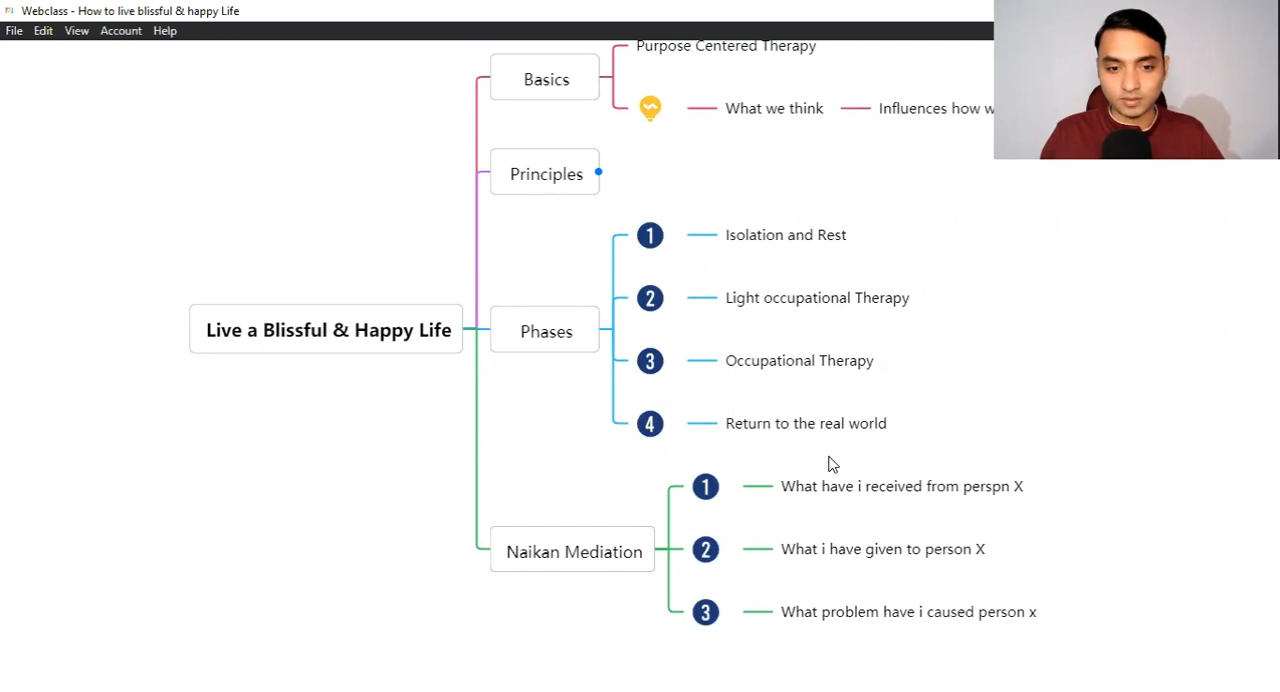 Webclass - How to live blissful & happy Life
File Edit View Account Help
Purpose Centered Therapy
Basics
What we think
Influences how w
Principles
1 Isolation and Rest
2 Light occupational Therapy
Live a Blissful & Happy Life
Phases
3 Occupational Therapy
4 Return to the real world
1 What have i received from perspn X
Naikan Mediation
2 What i have given to person X
3 What problem have i caused person x